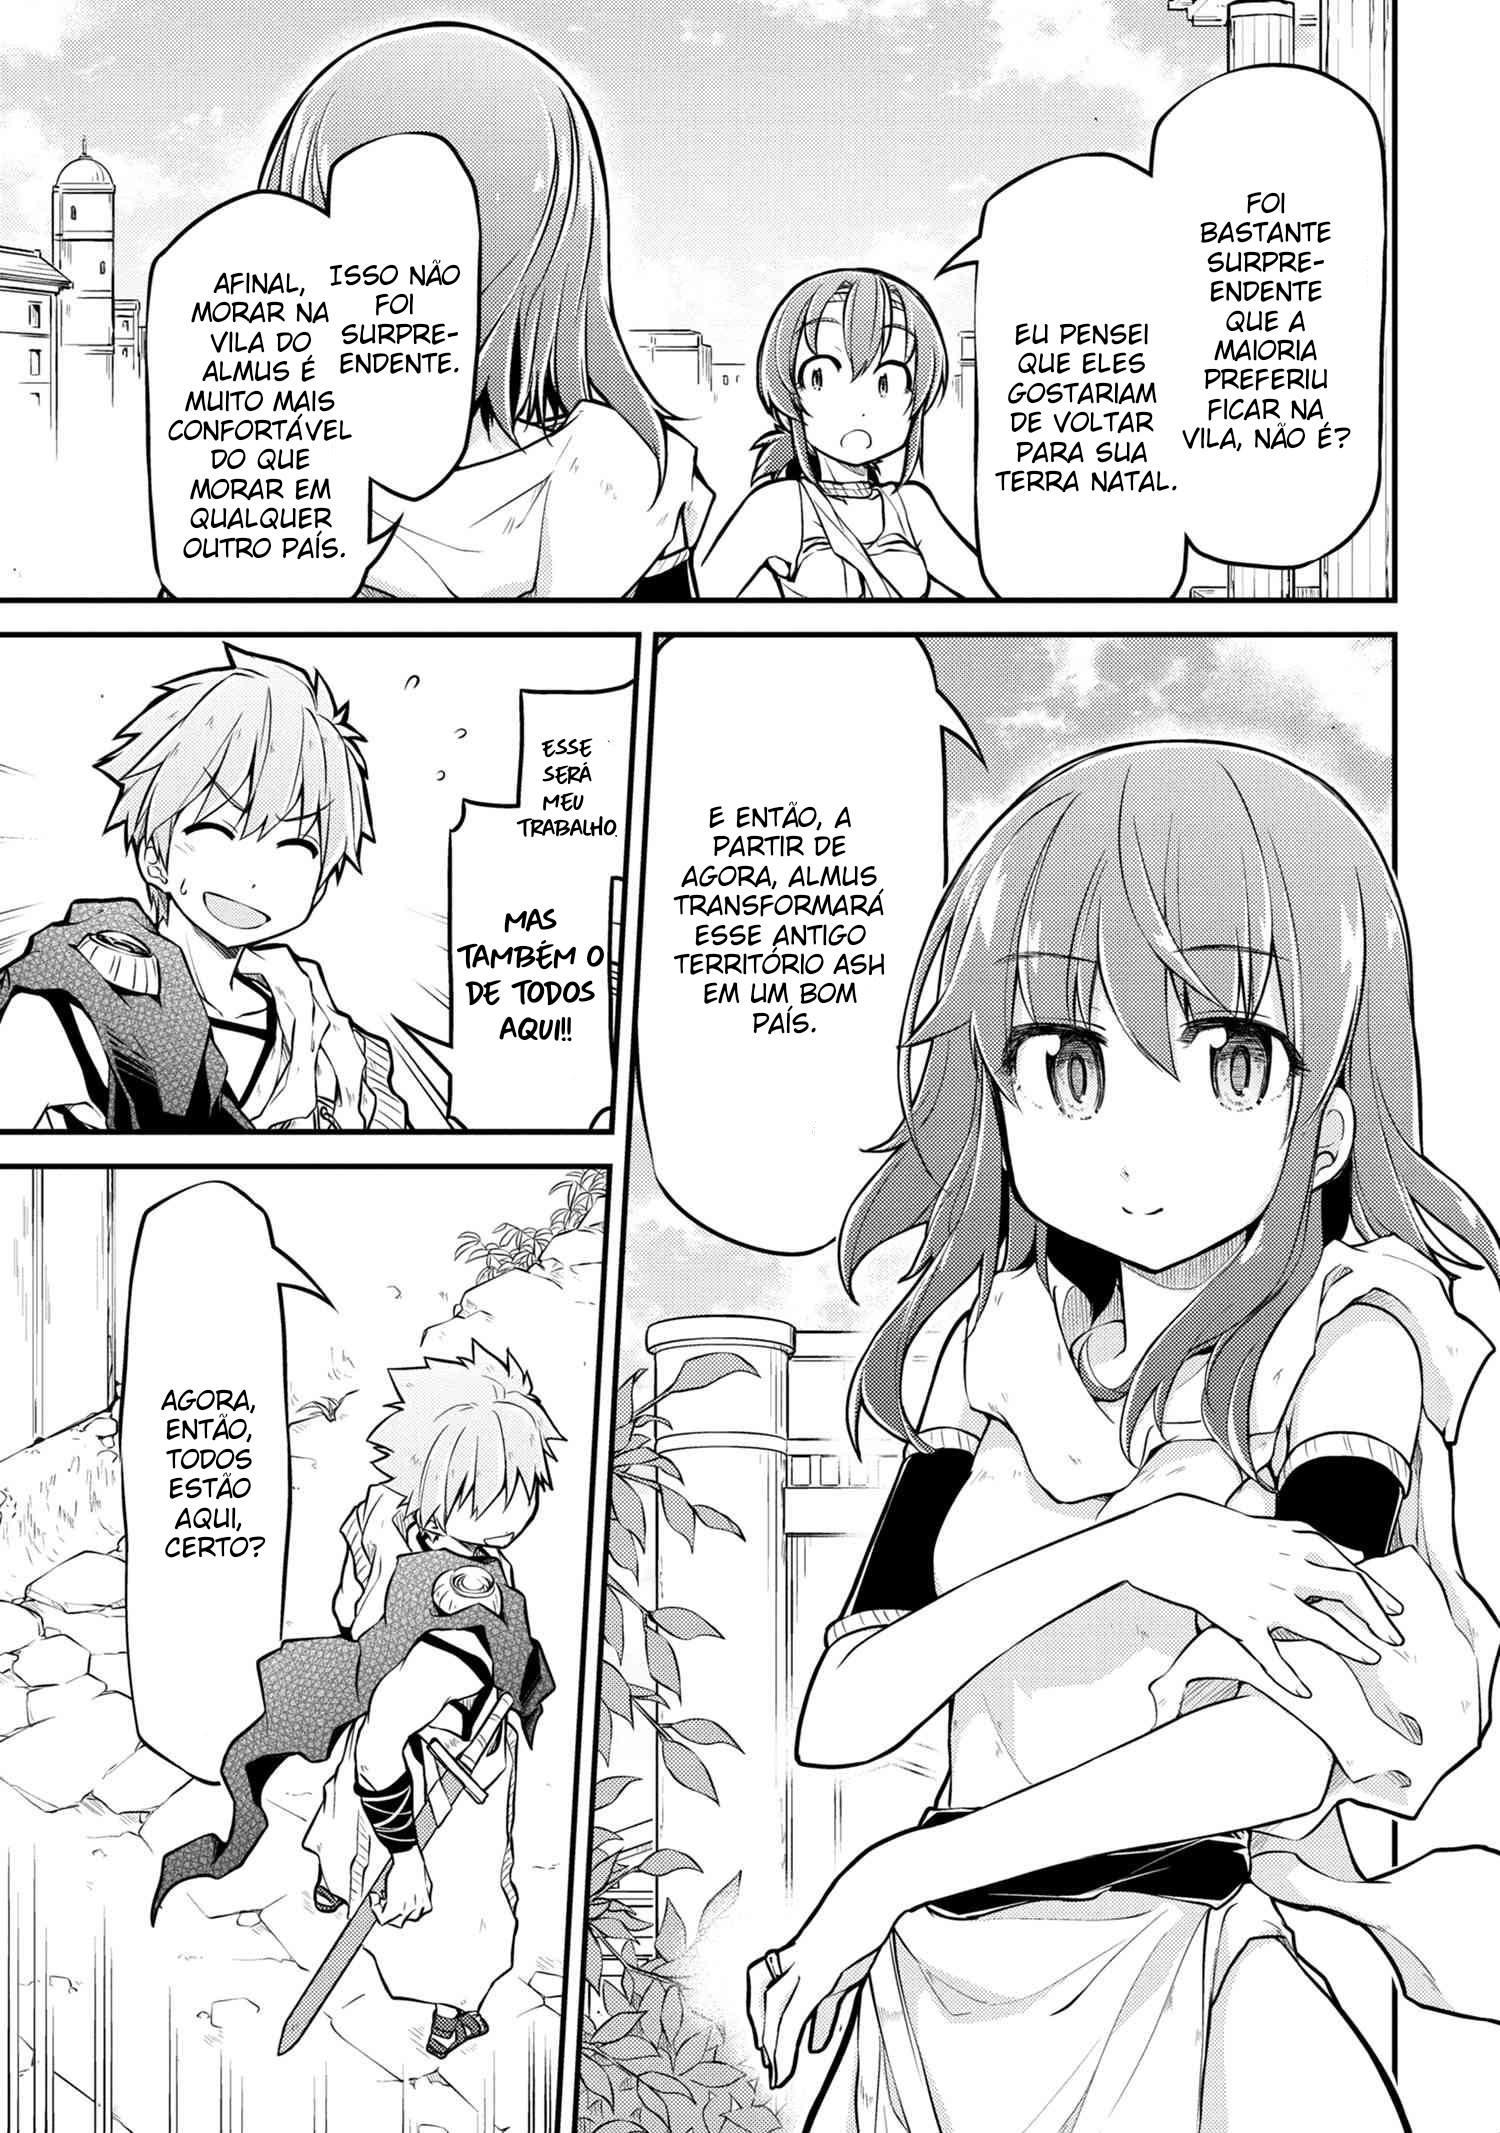 FOI
BASTANTE
SURPRE-
ENDENTE
QUE A
MAIORIA
PREFERIU
FICAR NA
VILA, NÃO É?
EU PENSEI
QUE ELES
GOSTARIAM
DE VOLTAR
PARA SUA
TERRA NATAL.
ISSO NÃO
FOI
SURPRE-
ENDENTE.
AFINAL,
MORAR NA
VILA DO
ALMUS É
MUITO MAIS
CONFORTÁVEL
DO QUE
MORAR EM
QUALQUER
OUTRO PAÍS.
E ENTÃO, A
PARTIR DE
AGORA, ALMUS
TRANSFORMARÁ
ESSE ANTIGO
TERRITÓRIO ASH
EM UM BOM
PAÍS.
ESSE
SERÁ
MEU
TRABALHO.
MAS
TAMBÉM O
DE TODOS
AQUI!!
AGORA,
ENTÃO,
TODOS
ESTÃO
AQUI,
CERTO?